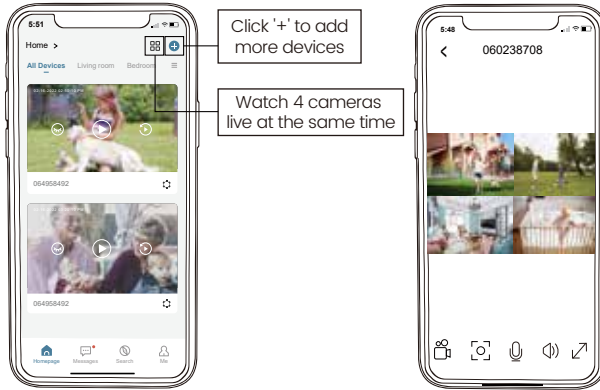 5:51
Home >
All Devices Living room Bedroom
064958492
064958492
Homepage Messages Search Me
Click '+' to add
more devices
Watch 4 cameras
live at the same time
5:48
060238708